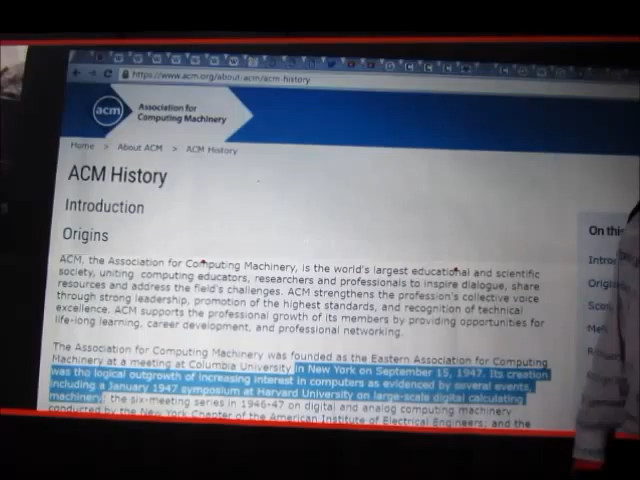 https://www.acm.org/about-acm/acm-history
acm
Association for
Computing Machinery
Home > About ACM > ACM History
ACM History
Introduction
Origins
On this
Intro
Origi
ACM, the Association for Computing Machinery, is the world's largest educational and scientific
society, uniting computing educators, researchers and professionals to inspire dialogue, share
resources and address the field's challenges. ACM strengthens the profession's collective voice
through strong leadership, promotion of the highest standards, and recognition of technical
excellence. ACM supports the professional growth of its members by providing opportunities for
life-long learning, career development, and professional networking.
The Association for Computing Machinery was founded as the Eastern Association for Computing
Machinery at a meeting at Columbia University in New York on September 15, 1947. Its creation
was the logical outgrowth of increasing interest in computers as evidenced by several events,
including a January 1947 symposium at Harvard University on large-scale digital calculating
machinery; the six-meeting series in 1946-47 on digital and analog computing machinery
conducted by the New York Chapter of the American Institute of Electrical Engineers; and the